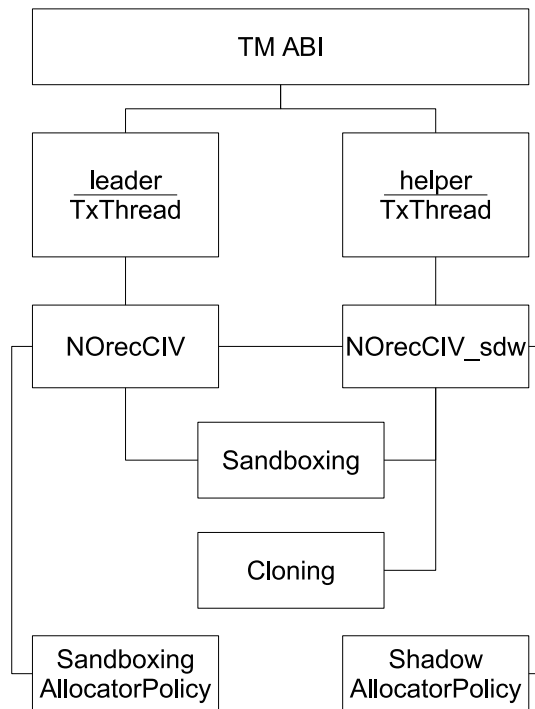 TM ABI
leader
TxThread
helper
TxThread
NOrecCIV
NOrecCIV_sdw
Sandboxing
Cloning
Sandboxing
AllocatorPolicy
Shadow
AllocatorPolicy